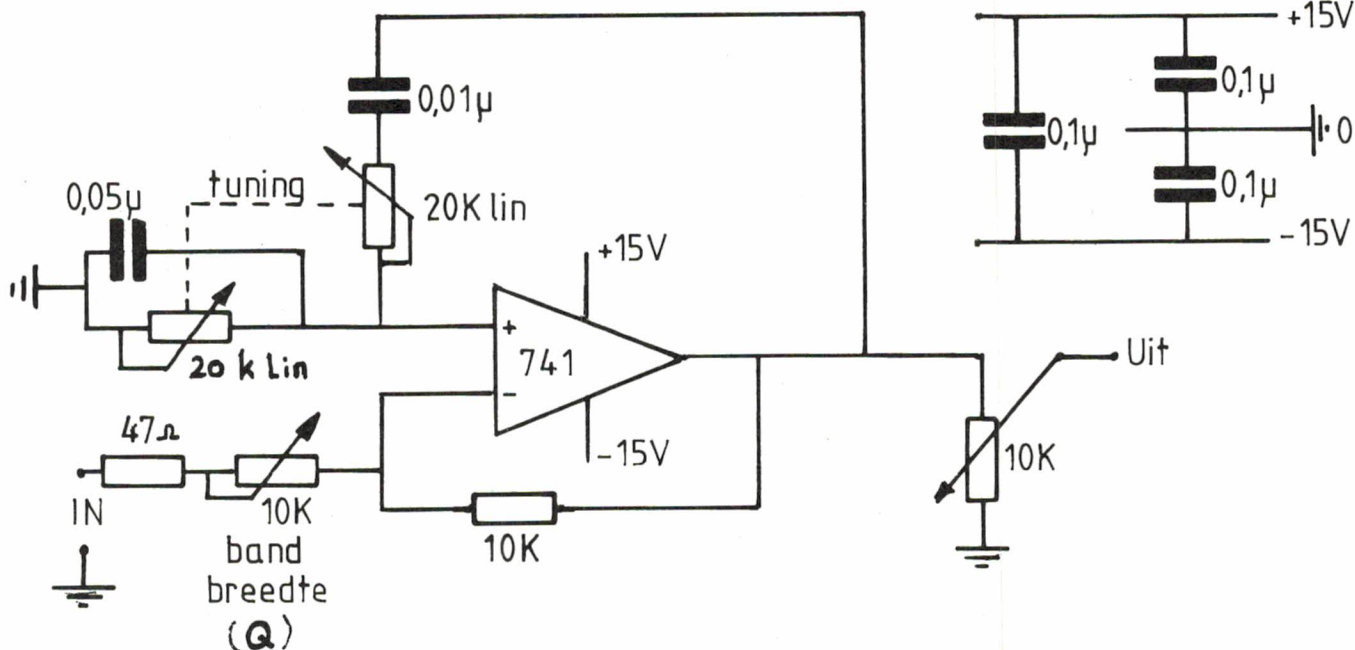 0,01µ
tuning
20K lin
0,05µ
20 k Lin
+15V
+
741
-
-15V
47Ω
IN
10K
band
breedte
(Q)
10K
Uit
10K
+15V
0,1µ
0,1µ
0
0,1µ
-15V